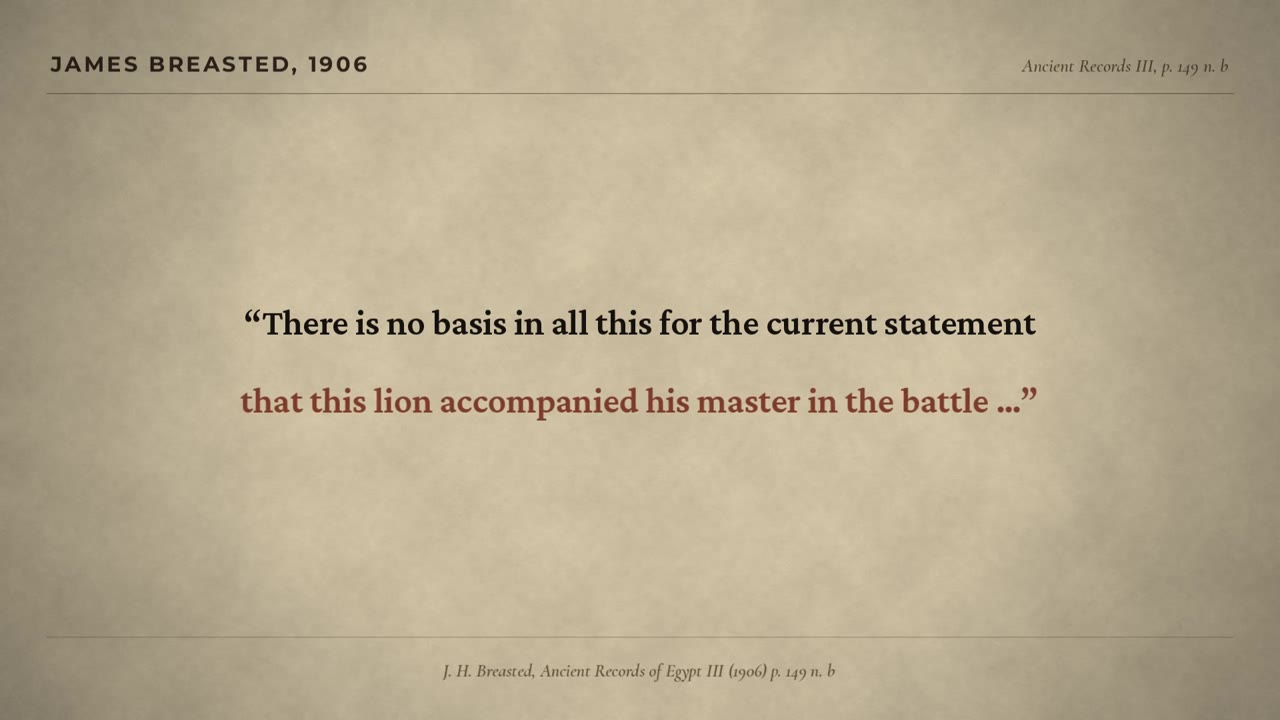 JAMES BREASTED, 1906
Ancient Records III, p. 149 n. b
“There is no basis in all this for the current statement
that this lion accompanied his master in the battle ...”
J. H. Breasted, Ancient Records of Egypt III (1906) p. 149 n. b